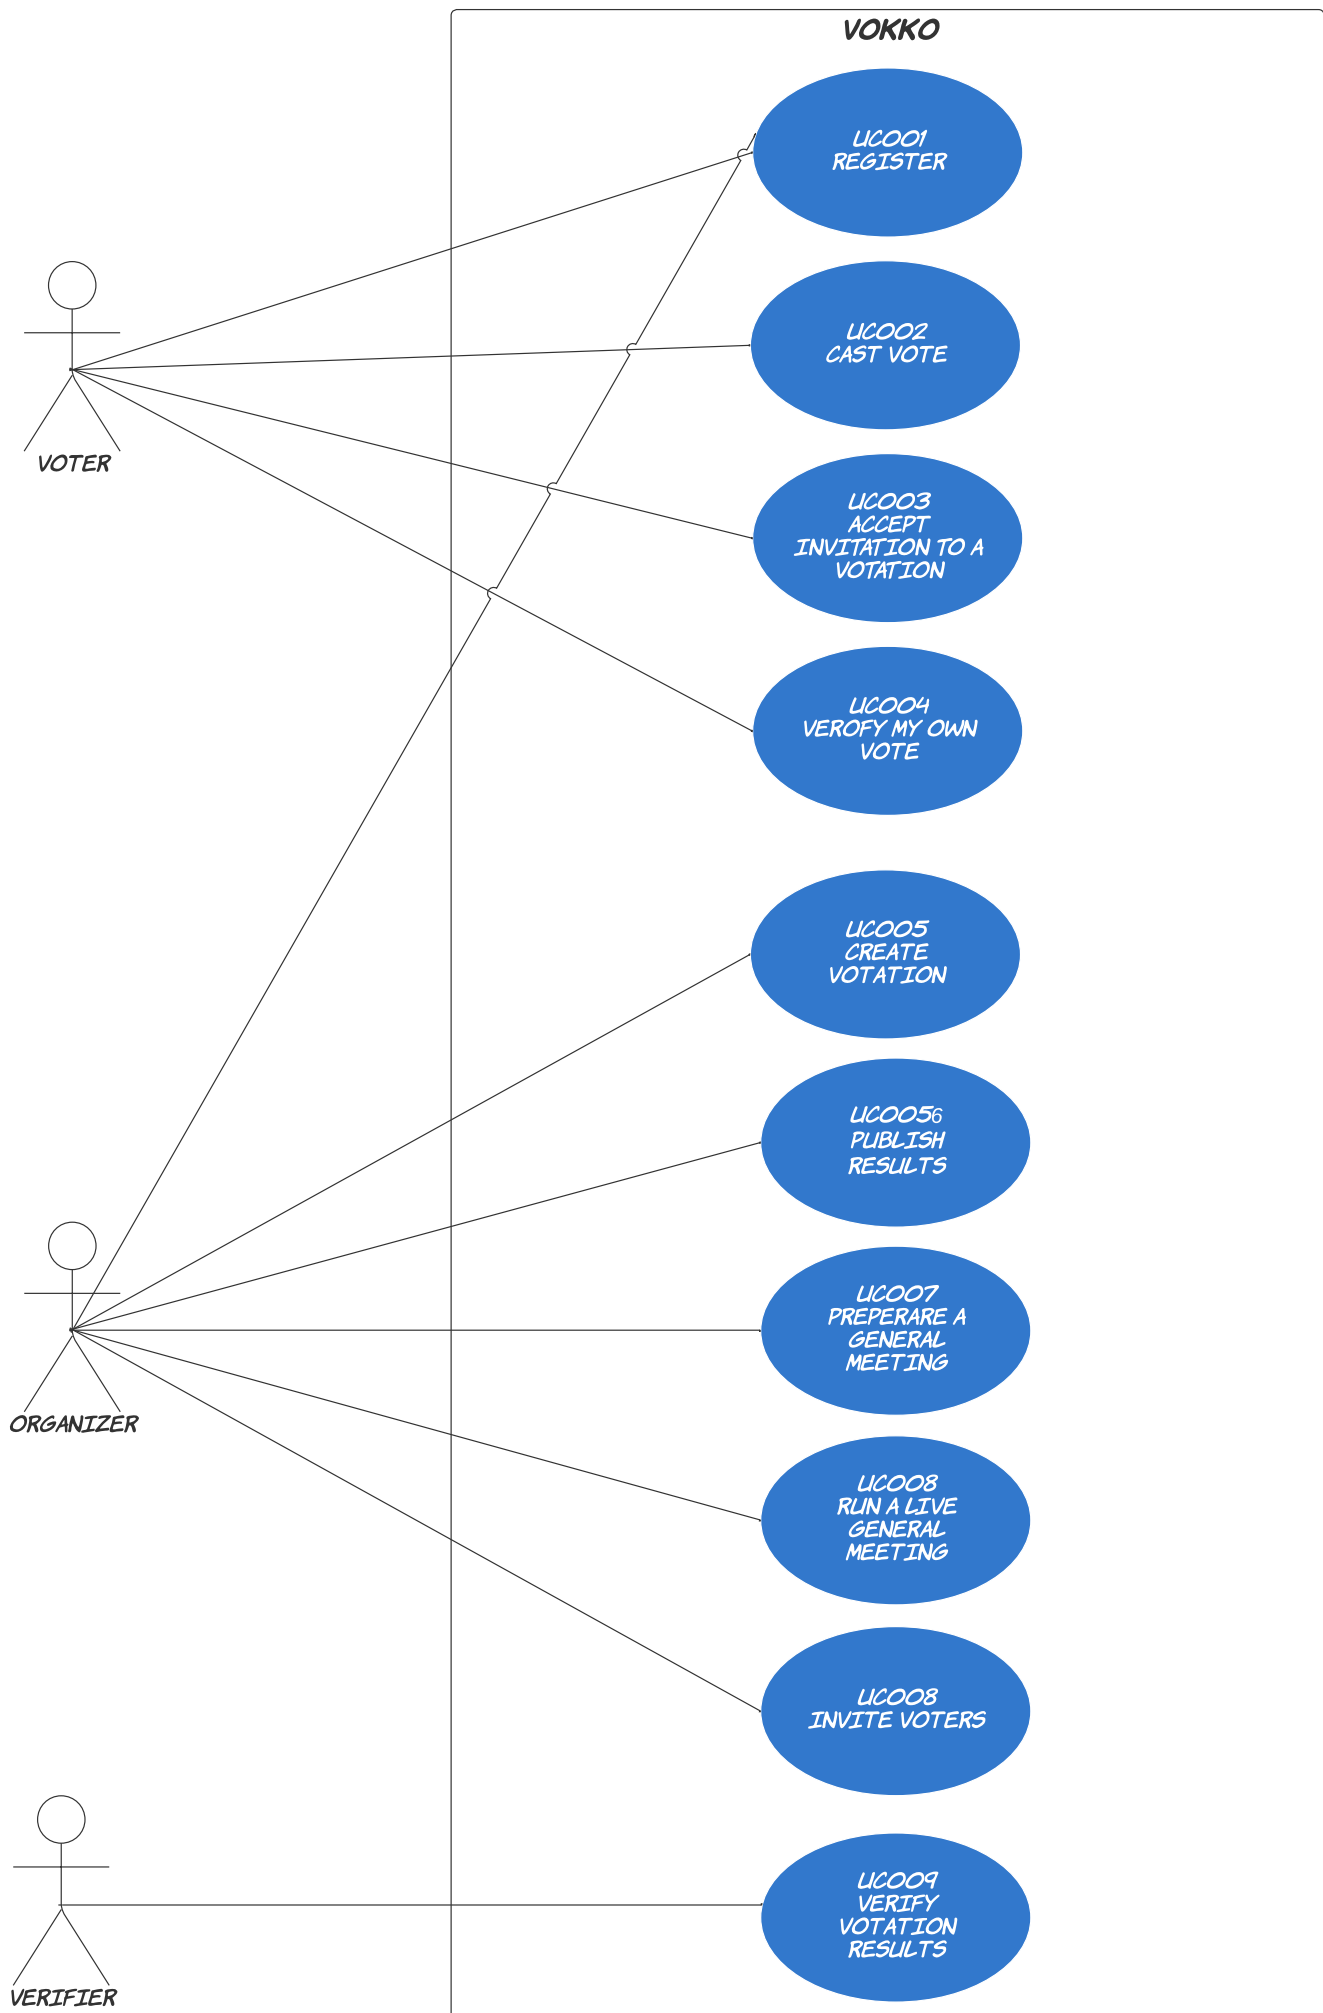 VOKKO
UC001
REGISTER
UC002
CAST VOTE
VOTER
UC003
ACCEPT
INVITATION TO A
VOTATION
UC004
VEROFY MY OWN
VOTE
UC005
CREATE
VOTATION
UC0056
PUBLISH
RESULTS
UC007
PREPERARE A
GENERAL
MEETING
ORGANIZER
UC008
RUN A LIVE
GENERAL
MEETING
UC008
INVITE VOTERS
UC009
VERIFY
VOTATION
RESULTS
VERIFIER